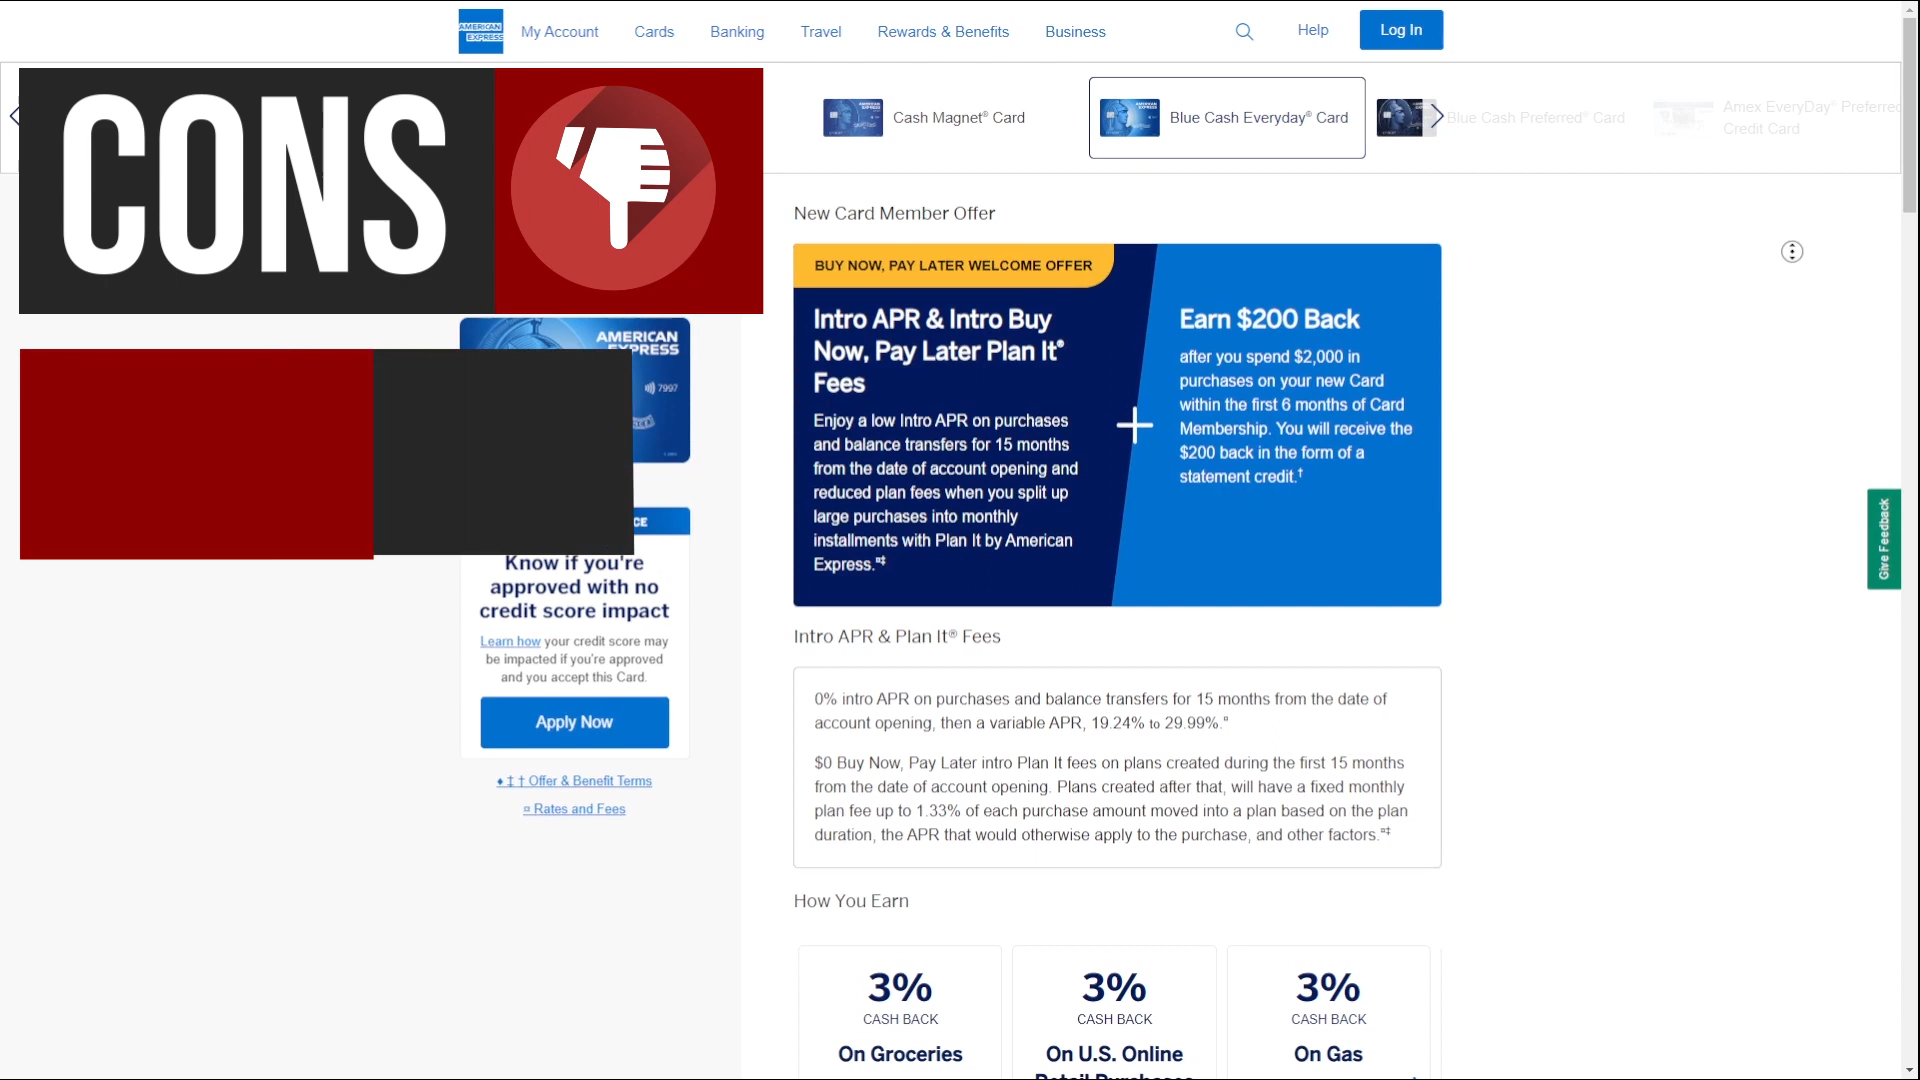 AMERICAN EXPRESS
My Account
Cards
Banking
Travel
Rewards & Benefits
Business
Help
Log In
CONS
Cash Magnet® Card
Blue Cash Everyday® Card
Blue Cash Preferred® Credit Card
Amex EveryDay® Preferred
Credit Card
New Card Member Offer
BUY NOW, PAY LATER WELCOME OFFER
Intro APR & Intro Buy
Now, Pay Later Plan It®
Fees
Enjoy a low Intro APR on purchases
and balance transfers for 15 months
from the date of account opening and
reduced plan fees when you split up
large purchases into monthly
installments with Plan It by American
Express.¤‡
Earn $200 Back
after you spend $2,000 in
purchases on your new Card
within the first 6 months of Card
Membership. You will receive the
$200 back in the form of a
statement credit.†
AMERICAN
EXPRESS
7997
CE
Know if you're
approved with no
credit score impact
Learn how your credit score may
be impacted if you're approved
and you accept this Card.
Apply Now
♦ ‡ † Offer & Benefit Terms
¤ Rates and Fees
Give Feedback
Intro APR & Plan It® Fees
0% intro APR on purchases and balance transfers for 15 months from the date of
account opening, then a variable APR, 19.24% to 29.99%.¤
$0 Buy Now, Pay Later intro Plan It fees on plans created during the first 15 months
from the date of account opening. Plans created after that, will have a fixed monthly
plan fee up to 1.33% of each purchase amount moved into a plan based on the plan
duration, the APR that would otherwise apply to the purchase, and other factors.¤‡
How You Earn
3%
CASH BACK
On Groceries
3%
CASH BACK
On U.S. Online
Retail Purchases
3%
CASH BACK
On Gas